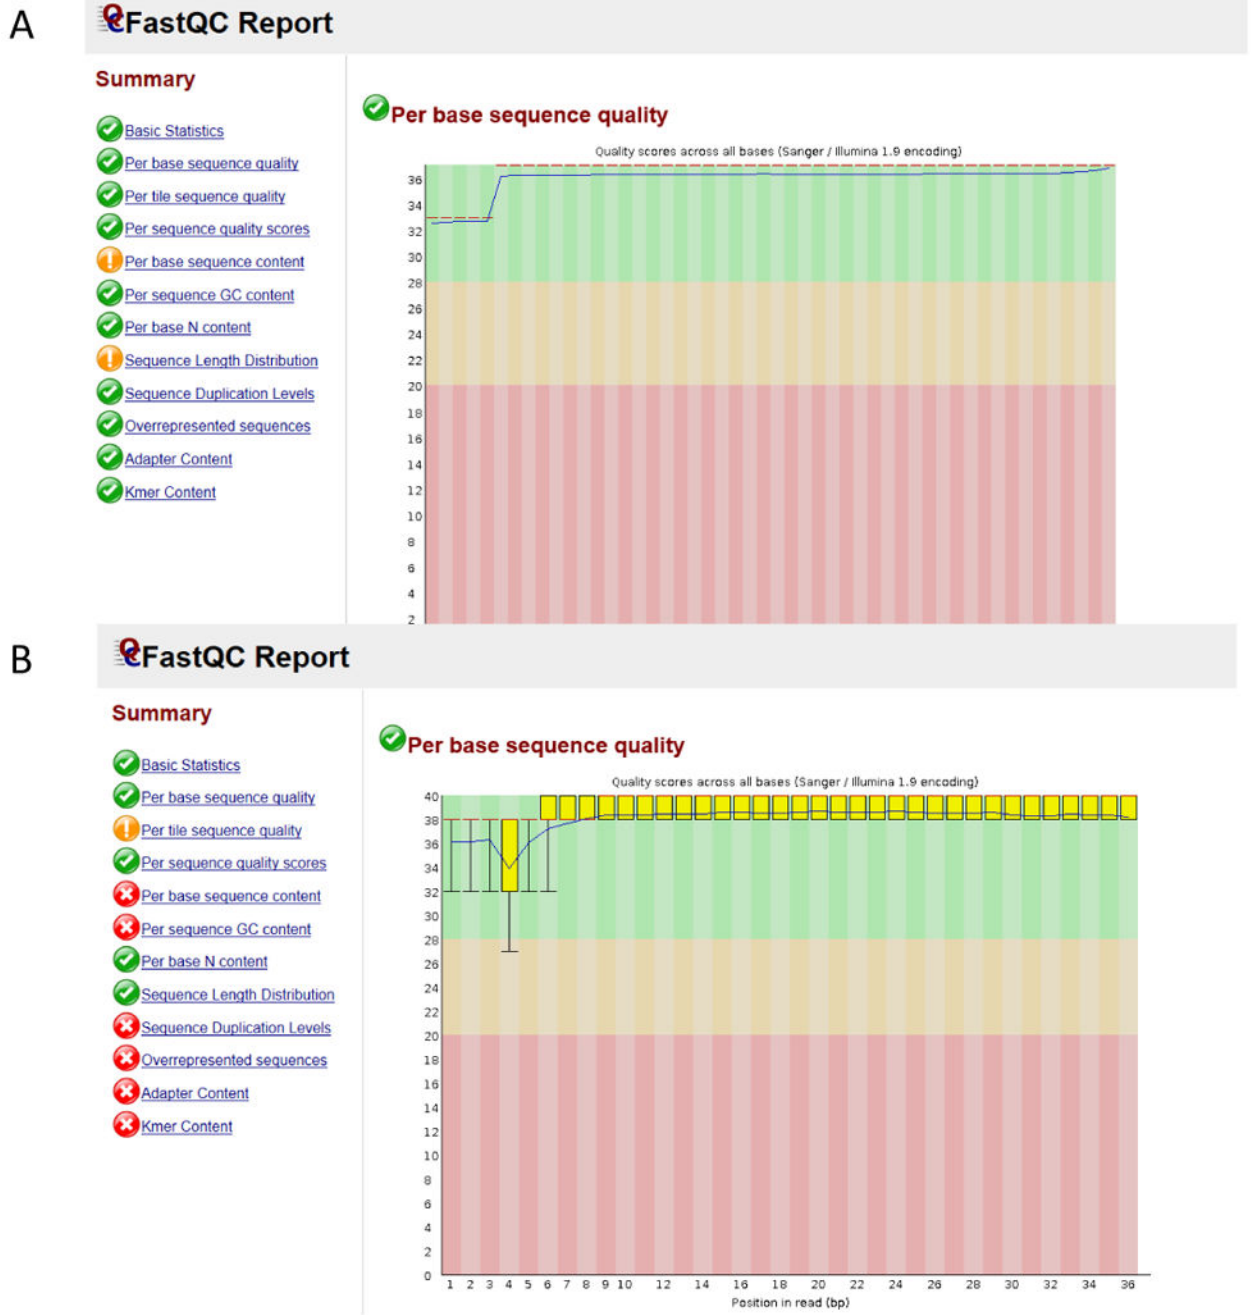 A
FastQC Report
Summary
Basic Statistics
Per base sequence quality
Per tile sequence quality
Per sequence quality scores
Per base sequence content
Per sequence GC content
Per base N content
Sequence Length Distribution
Sequence Duplication Levels
Overrepresented sequences
Adapter Content
Kmer Content
Per base sequence quality
Quality scores across all bases (Sanger / Illumina 1.9 encoding)
36
34
32
30
28
26
24
22
20
18
16
14
12
10
8
6
4
2
B
FastQC Report
Summary
Basic Statistics
Per base sequence quality
Per tile sequence quality
Per sequence quality scores
Per base sequence content
Per sequence GC content
Per base N content
Sequence Length Distribution
Sequence Duplication Levels
Overrepresented sequences
Adapter Content
Kmer Content
Per base sequence quality
Quality scores across all bases (Sanger / Illumina 1.9 encoding)
40
38
36
34
32
30
28
26
24
22
20
18
16
14
12
10
8
6
4
2
0
1 2 3 4 5 6 7 8 9 10 12 14 16 18 20 22 24 26 28 30 32 34 36
Position in read (bp)